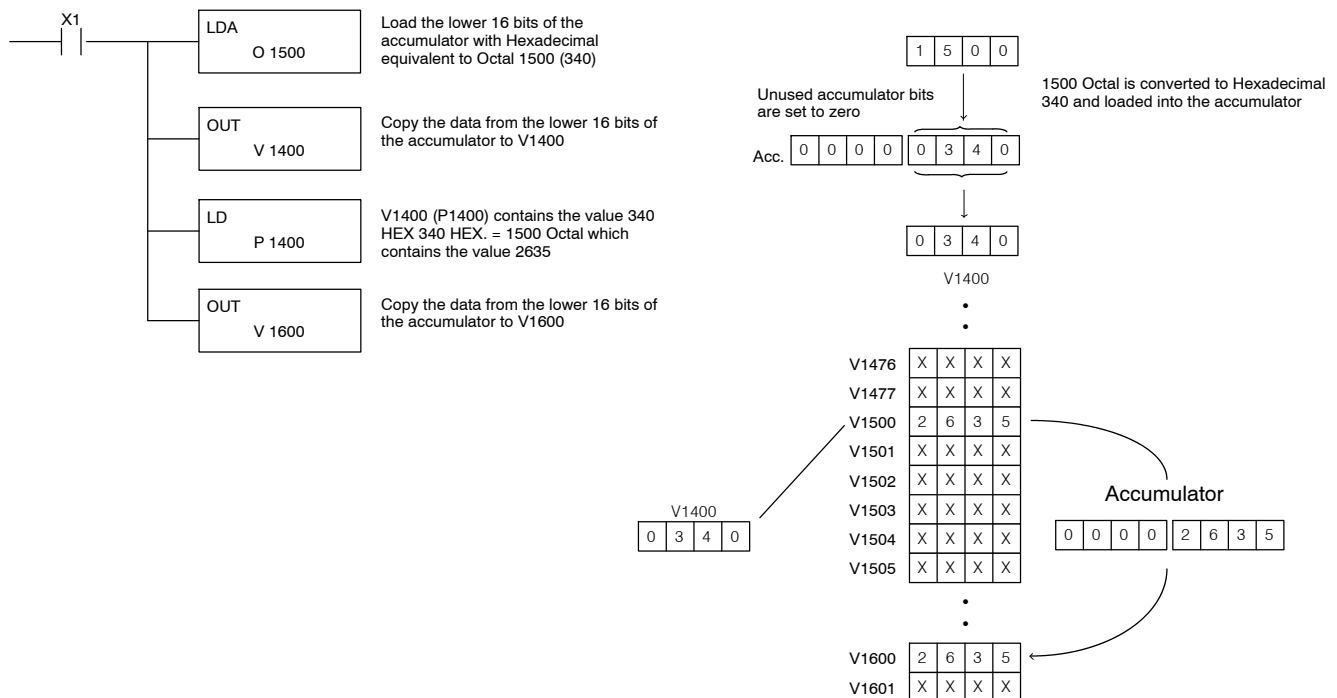 X1
LDA
O 1500
Load the lower 16 bits of the
accumulator with Hexadecimal
equivalent to Octal 1500 (340)
OUT
V 1400
Copy the data from the lower 16 bits of
the accumulator to V1400
LD
P 1400
V1400 (P1400) contains the value 340
HEX 340 HEX. = 1500 Octal which
contains the value 2635
OUT
V 1600
Copy the data from the lower 16 bits of
the accumulator to V1600
1 5 0 0
1500 Octal is converted to Hexadecimal
340 and loaded into the accumulator
Unused accumulator bits
are set to zero
Acc. 0 0 0 0 0 3 4 0
0 3 4 0
V1400
V1476 X X X X
V1477 X X X X
V1500 2 6 3 5
V1501 X X X X
V1502 X X X X
V1503 X X X X
V1504 X X X X
V1505 X X X X
V1400
0 3 4 0
Accumulator
0 0 0 0 2 6 3 5
V1600 2 6 3 5
V1601 X X X X